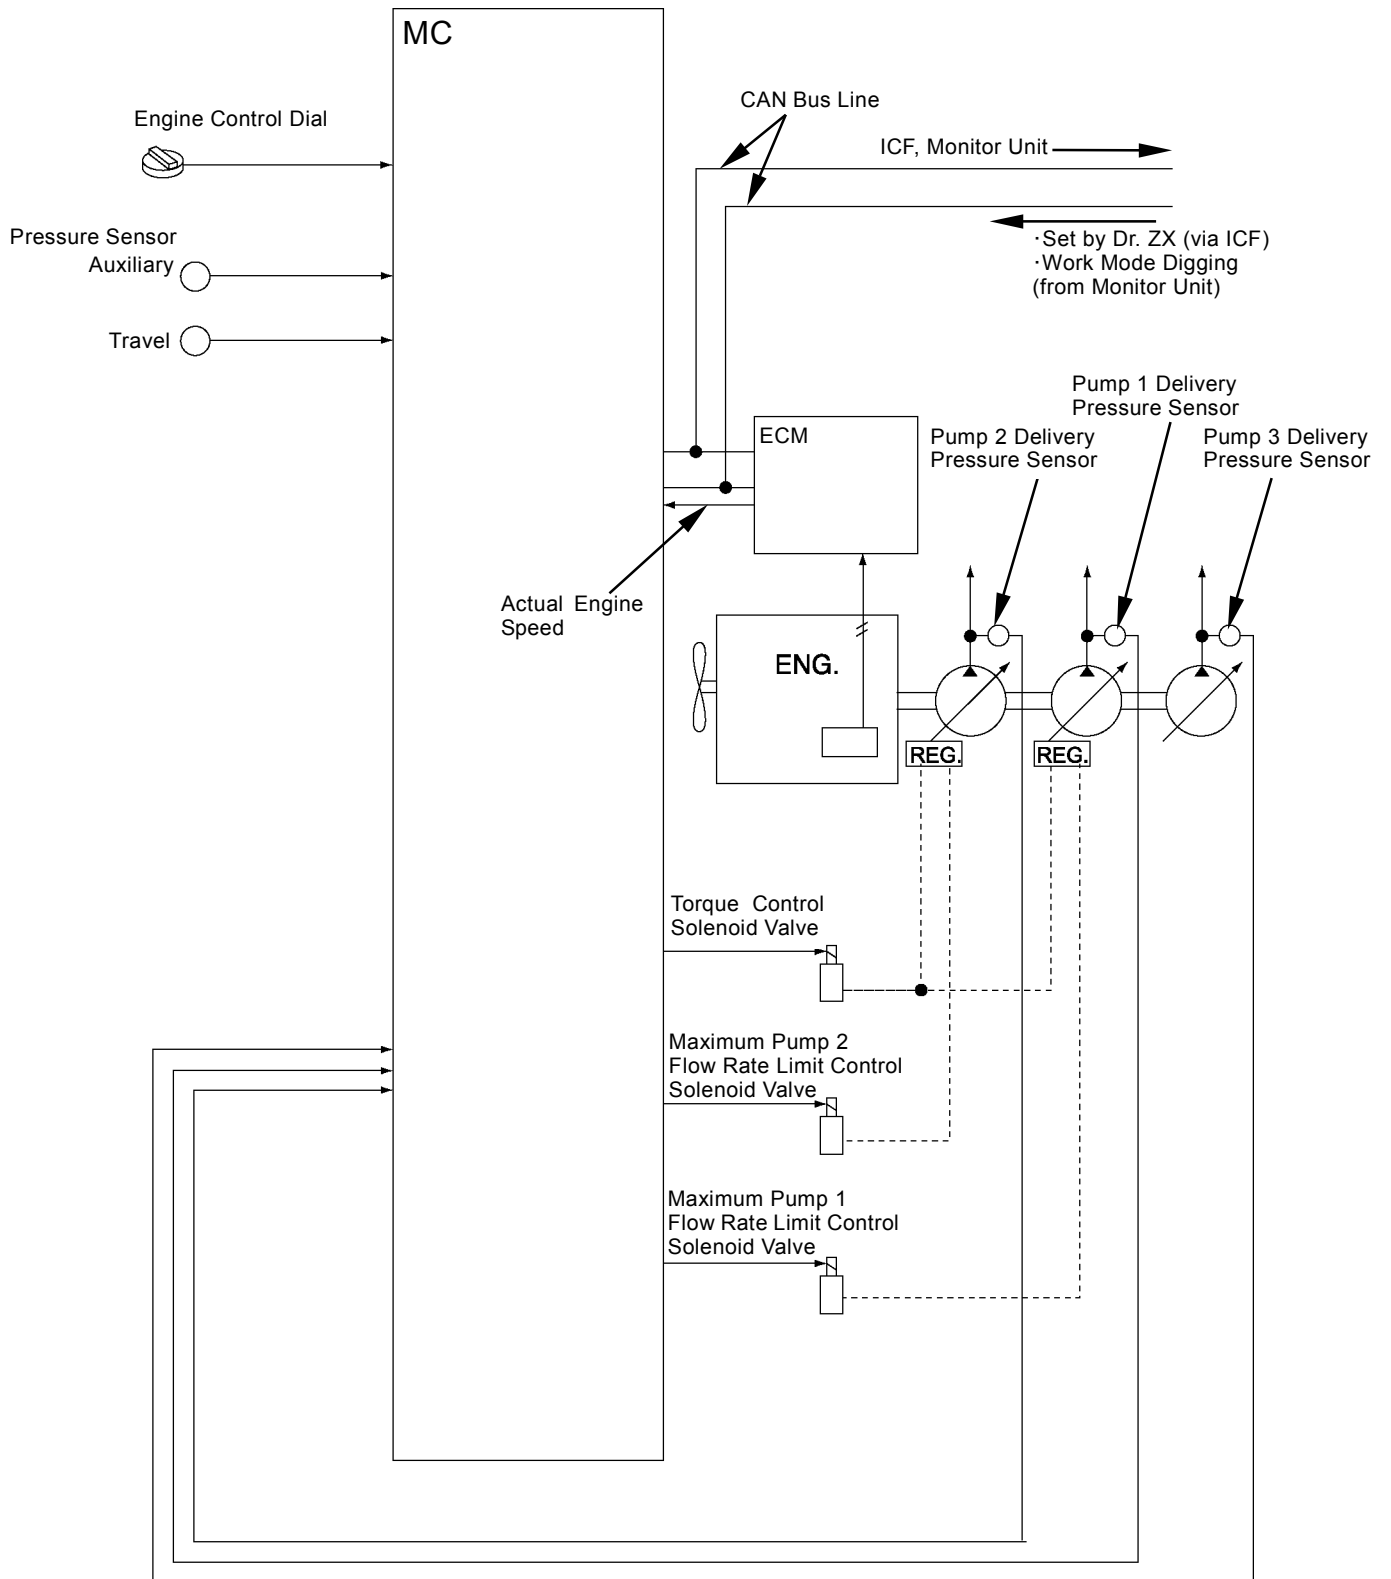 MC
CAN Bus Line
Engine Control Dial
ICF, Monitor Unit
Pressure Sensor
Auxiliary
·Set by Dr. ZX (via ICF)
·Work Mode Digging
(from Monitor Unit)
Travel
Pump 1 Delivery
Pressure Sensor
ECM
Pump 2 Delivery
Pressure Sensor
Pump 3 Delivery
Pressure Sensor
Actual Engine
Speed
ENG.
REG.
REG.
Torque Control
Solenoid Valve
Maximum Pump 2
Flow Rate Limit Control
Solenoid Valve
Maximum Pump 1
Flow Rate Limit Control
Solenoid Valve